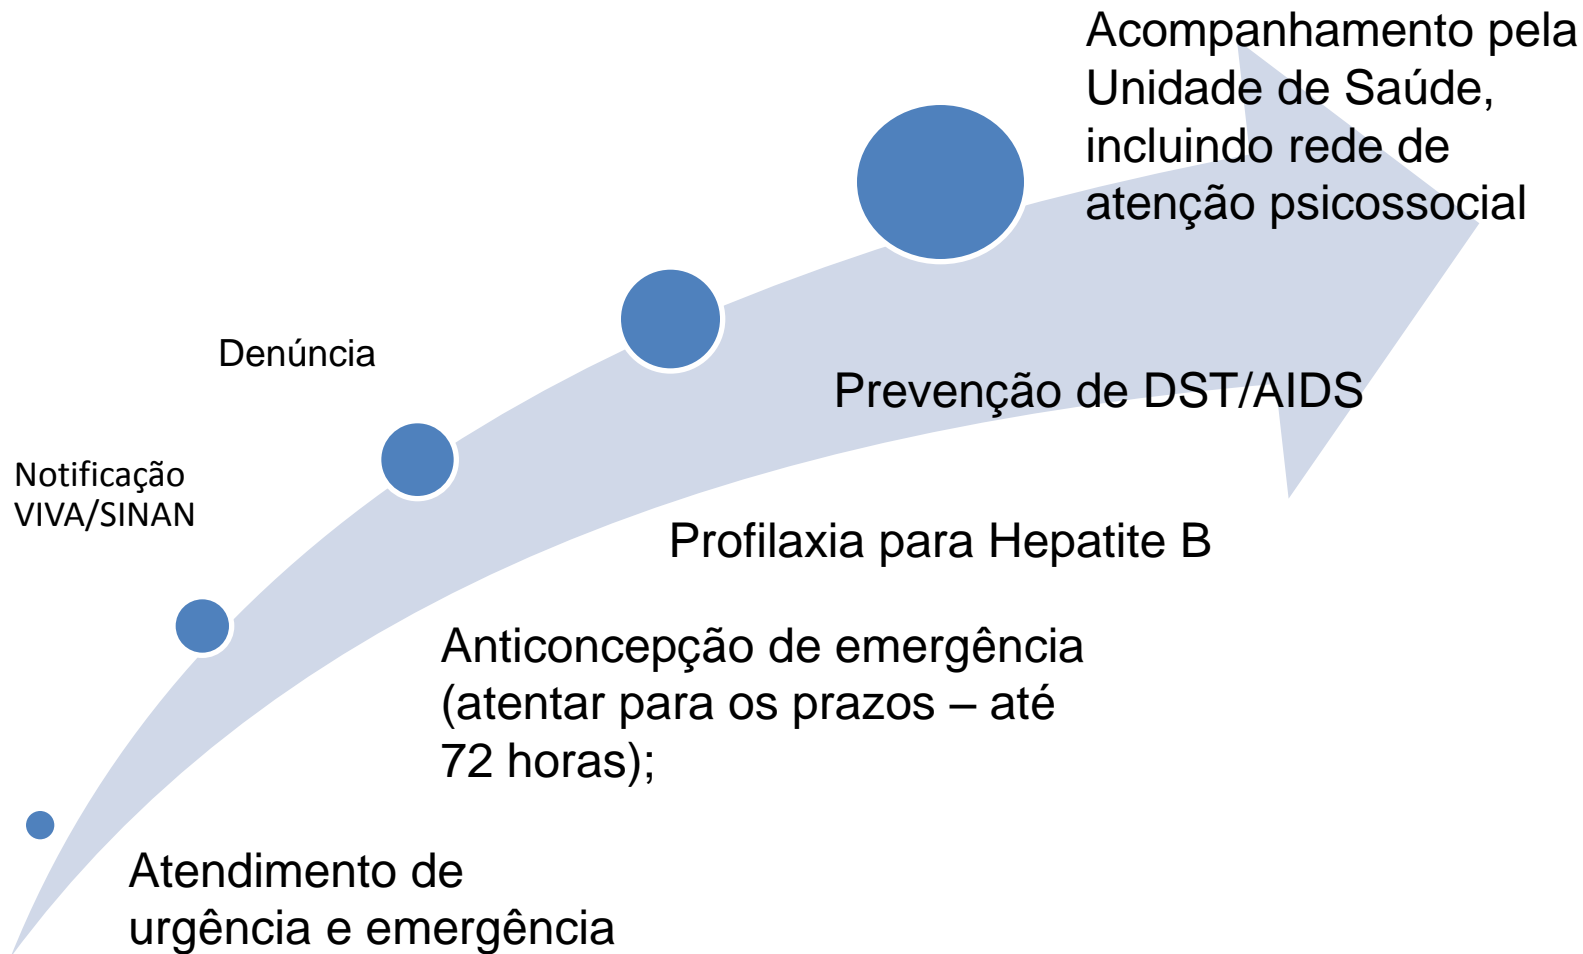 Acompanhamento pela
Unidade de Saúde,
incluindo rede de
atenção psicossocial
Denúncia
Prevenção de DST/AIDS
Notificação
VIVA/SINAN
Profilaxia para Hepatite B
Anticoncepção de emergência
(atentar para os prazos – até
72 horas);
Atendimento de
urgência e emergência